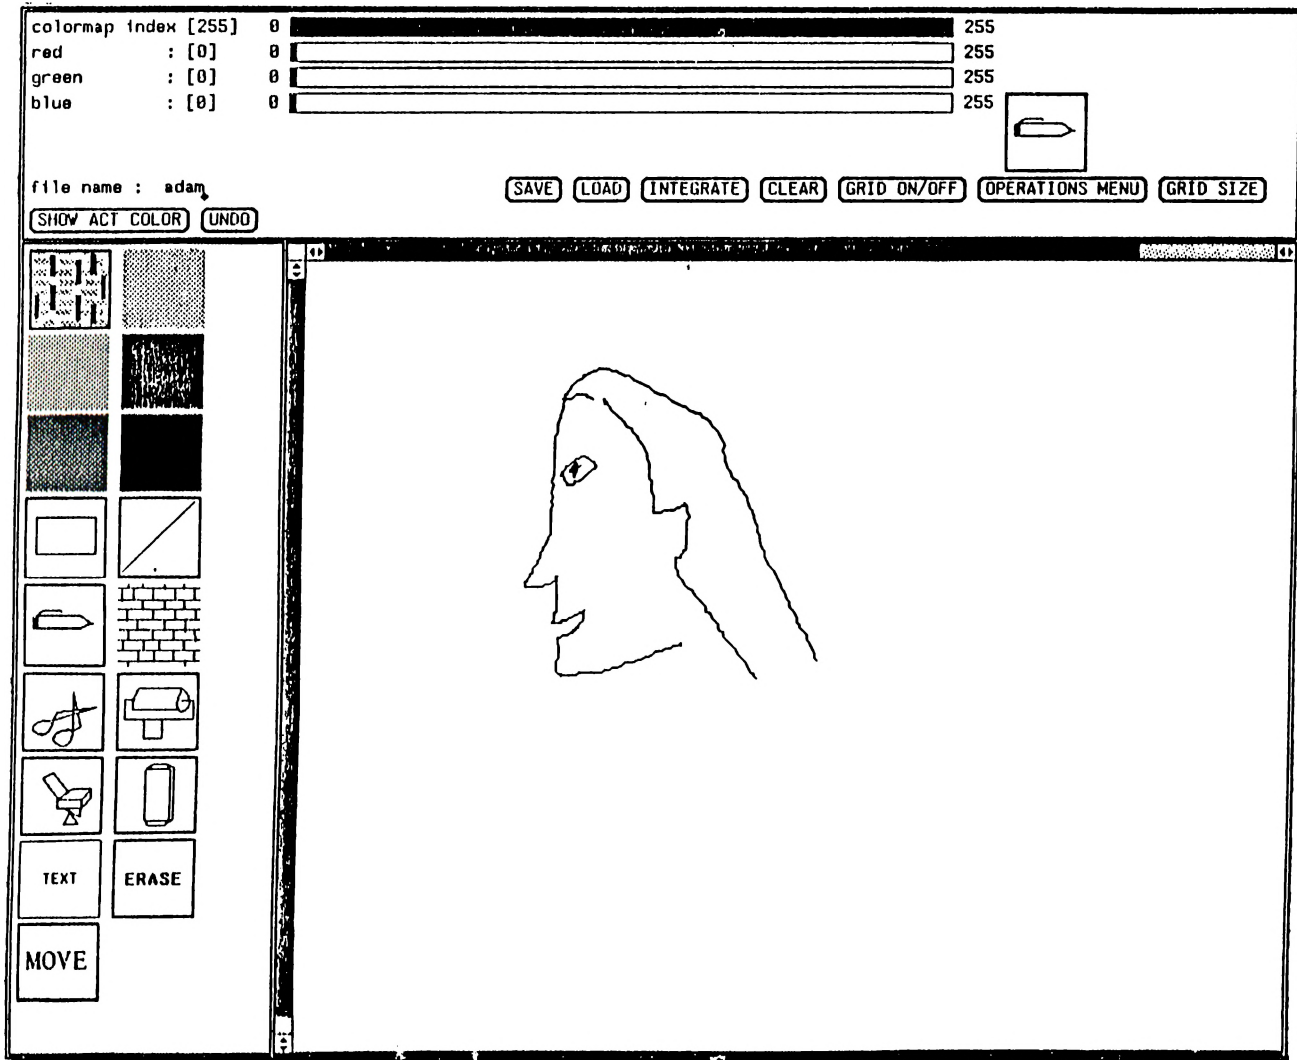 colormap index [255] 0 255
red : [0] 0 255
green : [0] 0 255
blue : [0] 0 255
file name : adam
SAVE LOAD INTEGRATE CLEAR GRID ON/OFF OPERATIONS MENU GRID SIZE
SHOW ACT COLOR UNDO
TEXT ERASE
MOVE